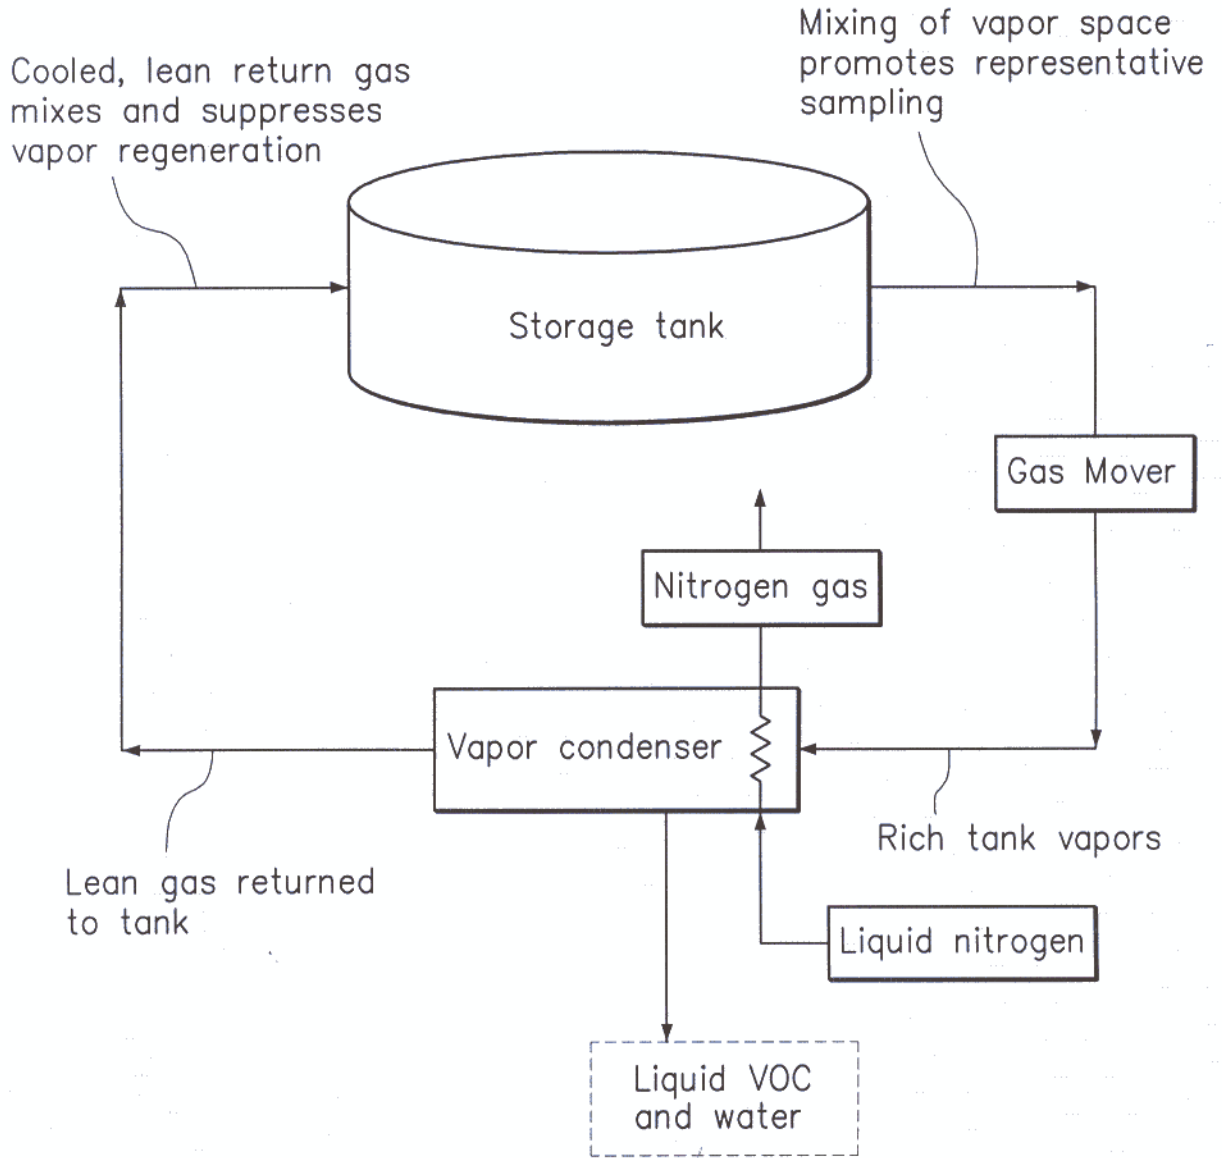 Mixing of vapor space
promotes representative
sampling
Cooled, lean return gas
mixes and suppresses
vapor regeneration
Storage tank
Gas Mover
Nitrogen gas
Vapor condenser
Rich tank vapors
Lean gas returned
to tank
Liquid nitrogen
Liquid VOC
and water